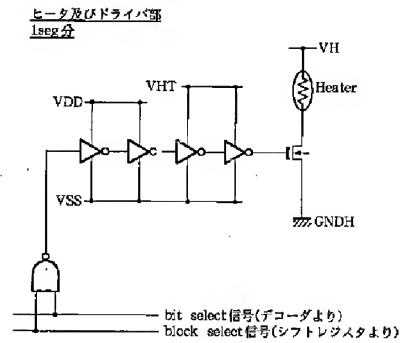 ヒータ及びドライバ部
1seg分
VH
VHT
Heater
VDD
VSS
GNDH
bit select信号(デコーダより)
block select信号(シフトレジスタより)